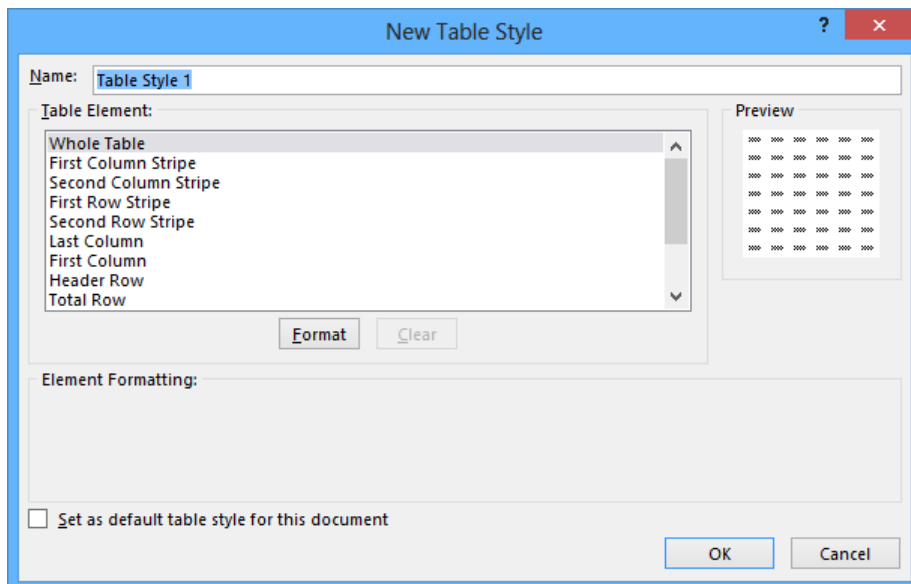 New Table Style
?
Name: Table Style 1
Table Element:
Preview
Whole Table
First Column Stripe
Second Column Stripe
First Row Stripe
Second Row Stripe
Last Column
First Column
Header Row
Total Row
Format Clear
Element Formatting:
Set as default table style for this document
OK Cancel